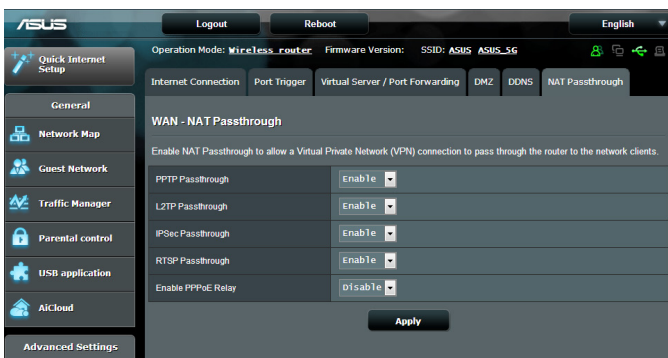 ASUS
Logout
Reboot
English
Quick Internet
Setup
Operation Mode: Wireless router Firmware Version: SSID: ASUS ASUS_5G
Internet Connection
Port Trigger
Virtual Server / Port Forwarding
DMZ
DDNS
NAT Passthrough
General
Network Map
Guest Network
Traffic Manager
Parental control
USB application
AiCloud
Advanced Settings
WAN - NAT Passthrough
Enable NAT Passthrough to allow a Virtual Private Network (VPN) connection to pass through the router to the network clients.
PPTP Passthrough Enable
L2TP Passthrough Enable
IPSec Passthrough Enable
RTSP Passthrough Enable
Enable PPPoE Relay Disable
Apply